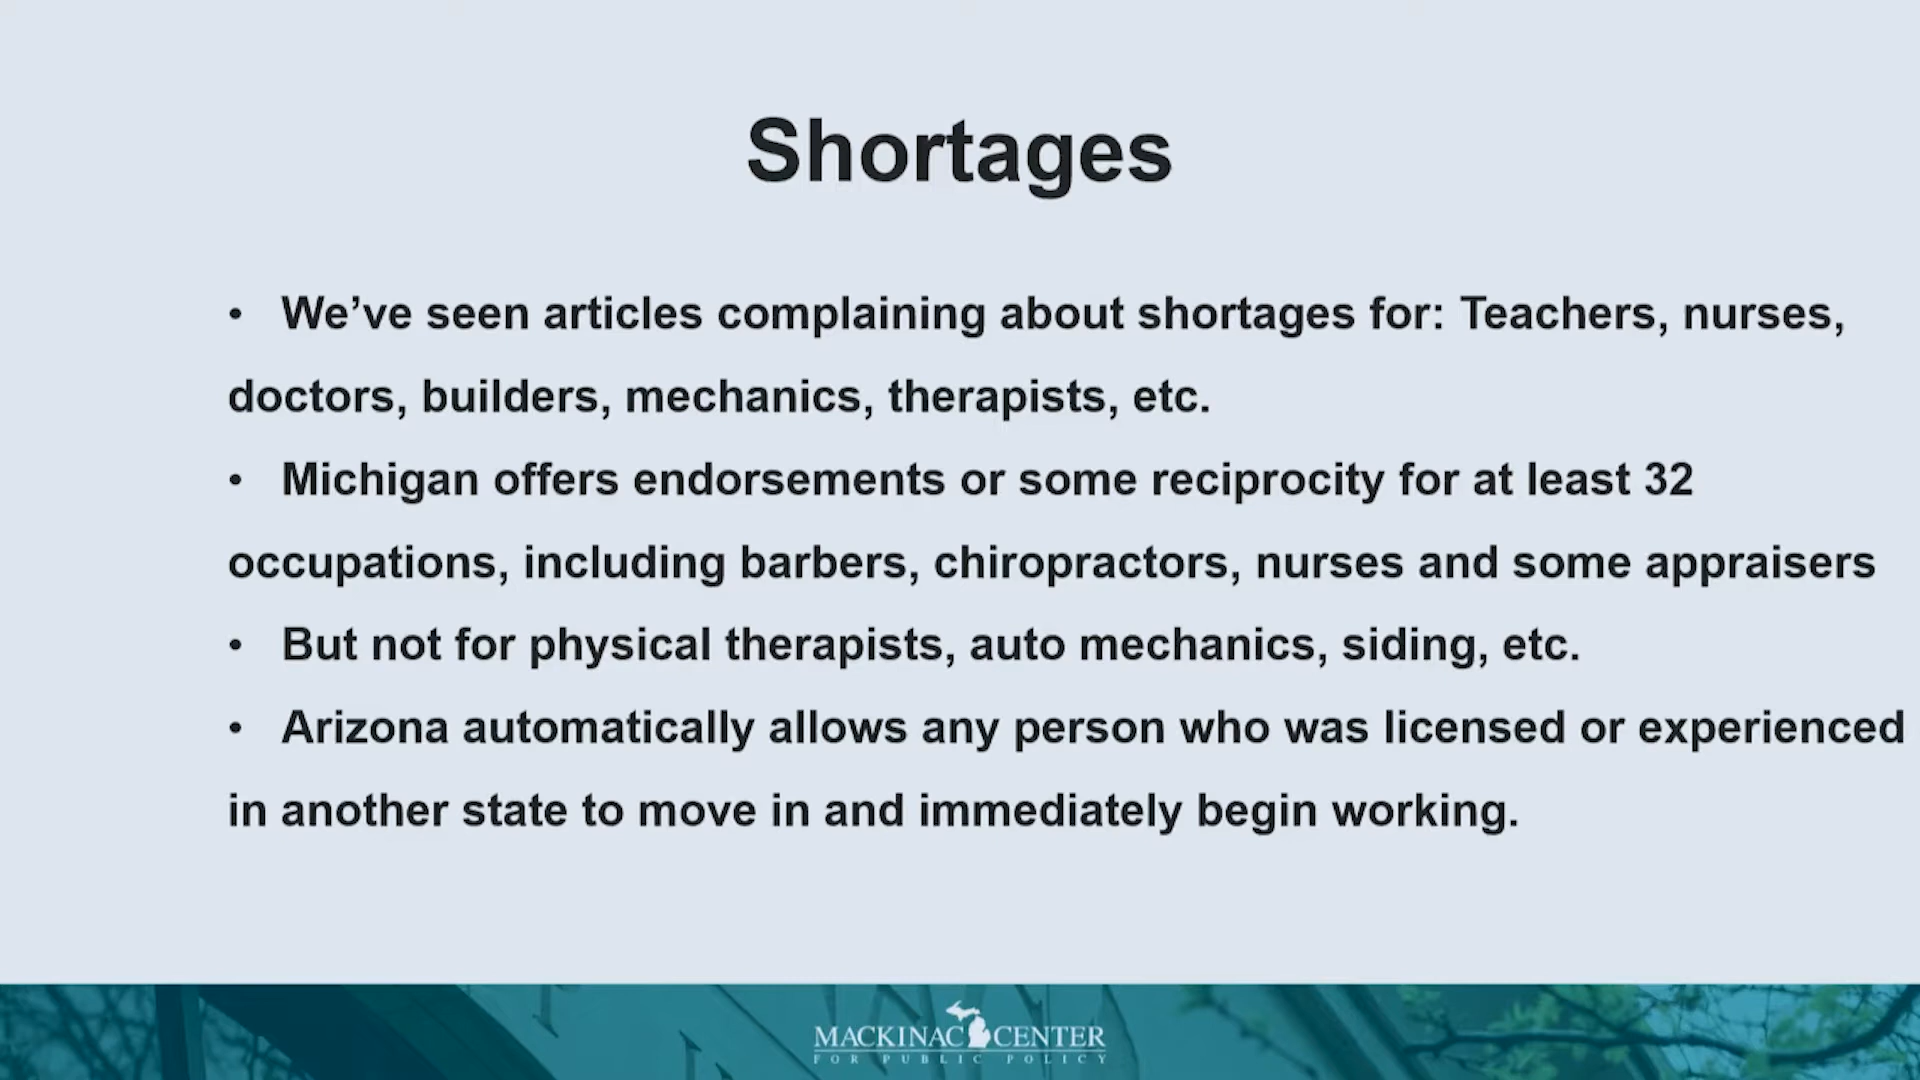 Shortages
• We’ve seen articles complaining about shortages for: Teachers, nurses,
doctors, builders, mechanics, therapists, etc.
• Michigan offers endorsements or some reciprocity for at least 32
occupations, including barbers, chiropractors, nurses and some appraisers
• But not for physical therapists, auto mechanics, siding, etc.
• Arizona automatically allows any person who was licensed or experienced
in another state to move in and immediately begin working.
MACKINAC CENTER
FOR PUBLIC POLICY